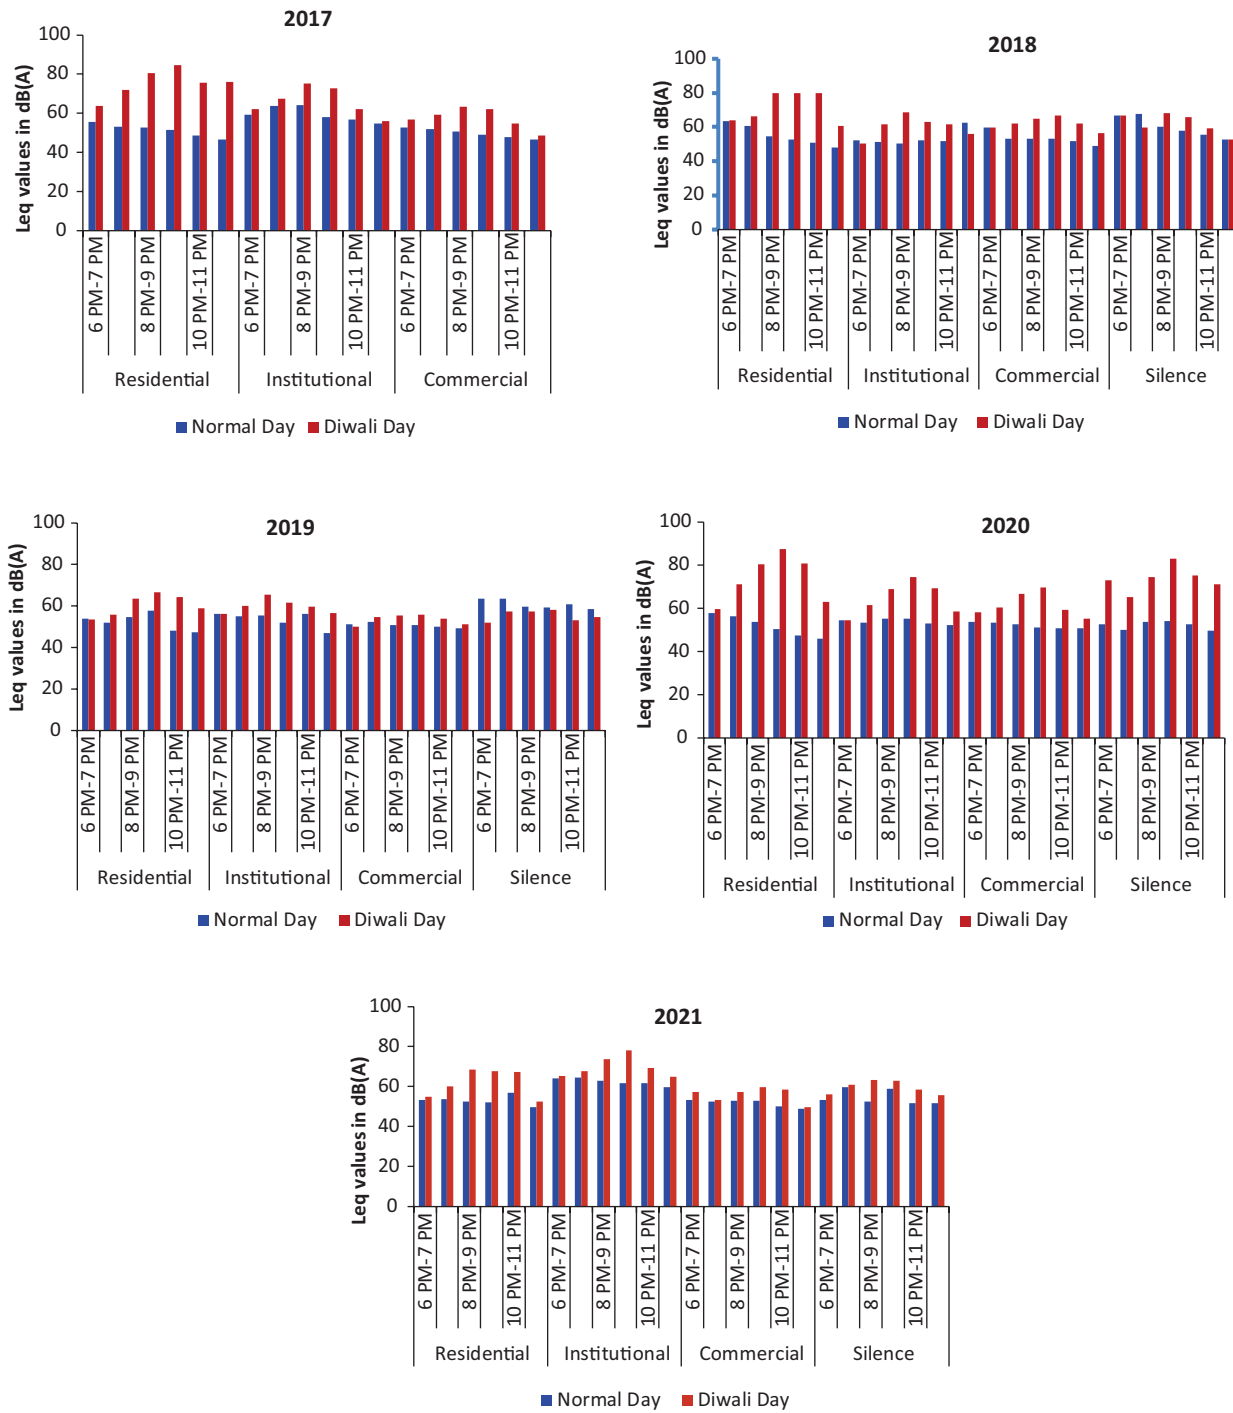 2017
Leq values in dB(A)
100
80
60
40
20
0
6 PM-7 PM
8 PM-9 PM
10 PM-11 PM
6 PM-7 PM
8 PM-9 PM
10 PM-11 PM
6 PM-7 PM
8 PM-9 PM
10 PM-11 PM
Residential Institutional Commercial
Normal Day Diwali Day
2018
Leq values in dB(A)
100
80
60
40
20
0
6 PM-7 PM
8 PM-9 PM
10 PM-11 PM
6 PM-7 PM
8 PM-9 PM
10 PM-11 PM
6 PM-7 PM
8 PM-9 PM
10 PM-11 PM
6 PM-7 PM
8 PM-9 PM
10 PM-11 PM
Residential Institutional Commercial Silence
Normal Day Diwali Day
2019
Leq values in dB(A)
100
80
60
40
20
0
6 PM-7 PM
8 PM-9 PM
10 PM-11 PM
6 PM-7 PM
8 PM-9 PM
10 PM-11 PM
6 PM-7 PM
8 PM-9 PM
10 PM-11 PM
6 PM-7 PM
8 PM-9 PM
10 PM-11 PM
Residential Institutional Commercial Silence
Normal Day Diwali Day
2020
Leq values in dB(A)
100
80
60
40
20
0
6 PM-7 PM
8 PM-9 PM
10 PM-11 PM
6 PM-7 PM
8 PM-9 PM
10 PM-11 PM
6 PM-7 PM
8 PM-9 PM
10 PM-11 PM
6 PM-7 PM
8 PM-9 PM
10 PM-11 PM
Residential Institutional Commercial Silence
Normal Day Diwali Day
2021
Leq values in dB(A)
100
80
60
40
20
0
6 PM-7 PM
8 PM-9 PM
10 PM-11 PM
6 PM-7 PM
8 PM-9 PM
10 PM-11 PM
6 PM-7 PM
8 PM-9 PM
10 PM-11 PM
6 PM-7 PM
8 PM-9 PM
10 PM-11 PM
Residential Institutional Commercial Silence
Normal Day Diwali Day